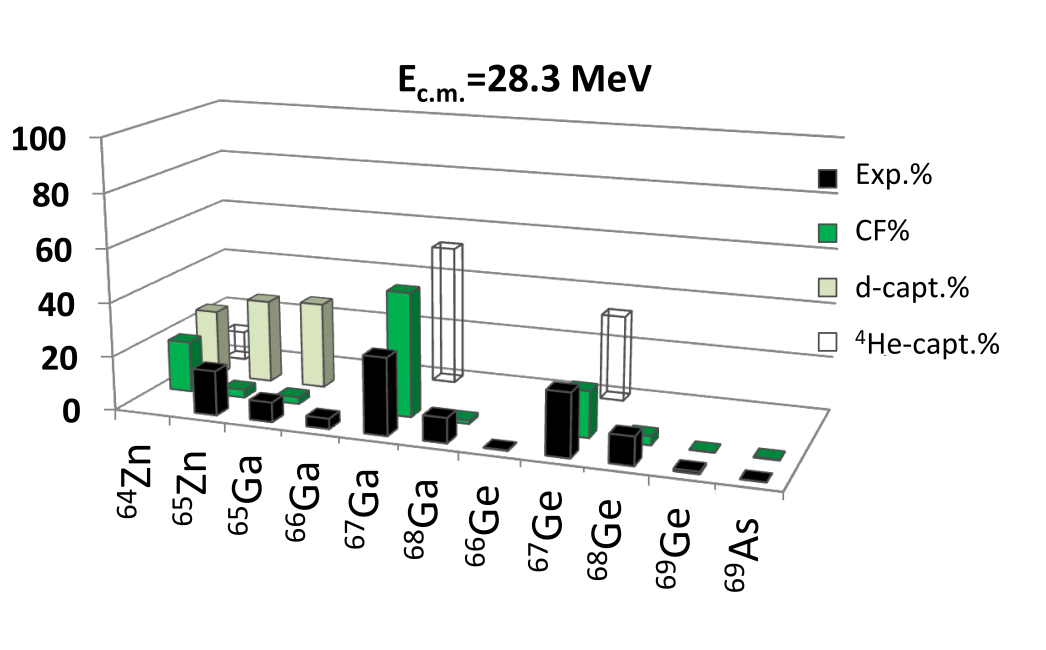 E_c.m.=28.3 MeV
100
80
60
40
20
0
Exp.%
CF%
d-capt.%
⁴He-capt.%
⁶⁴Zn
⁶⁵Zn
⁶⁵Ga
⁶⁶Ga
⁶⁷Ga
⁶⁸Ga
⁶⁶Ge
⁶⁷Ge
⁶⁸Ge
⁶⁹Ge
⁶⁹As